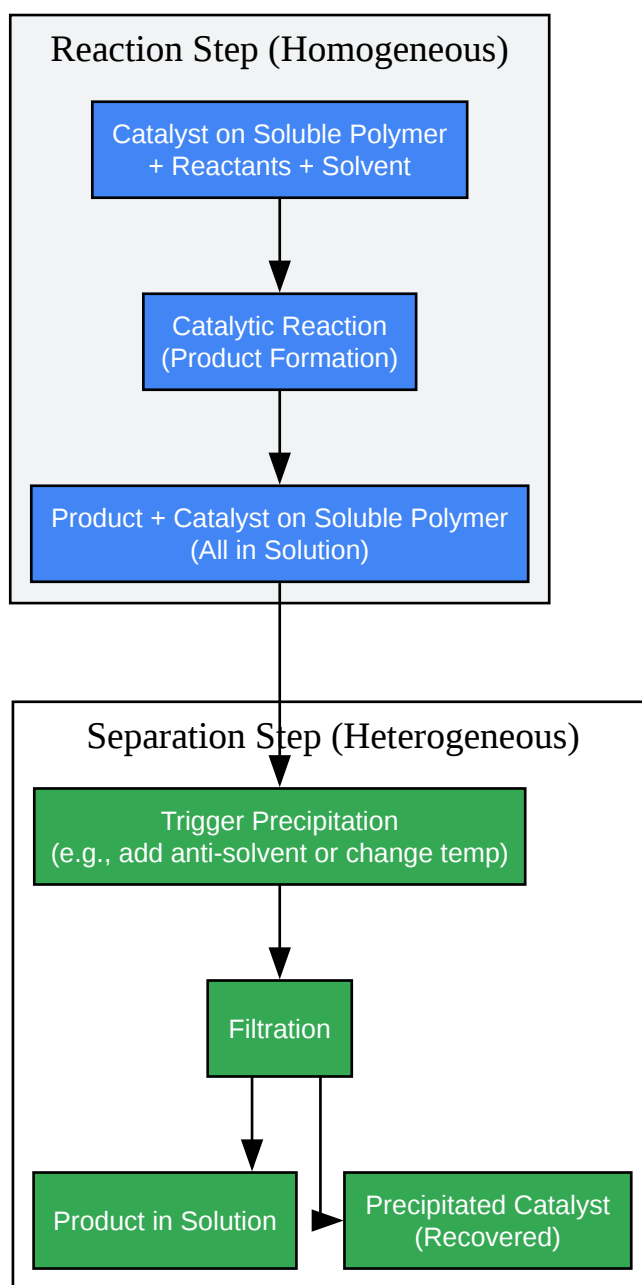 Reaction Step (Homogeneous)
Catalyst on Soluble Polymer
+ Reactants + Solvent
Catalytic Reaction
(Product Formation)
Product + Catalyst on Soluble Polymer
(All in Solution)
Separation Step (Heterogeneous)
Trigger Precipitation
(e.g., add anti-solvent or change temp)
Filtration
Product in Solution
Precipitated Catalyst
(Recovered)